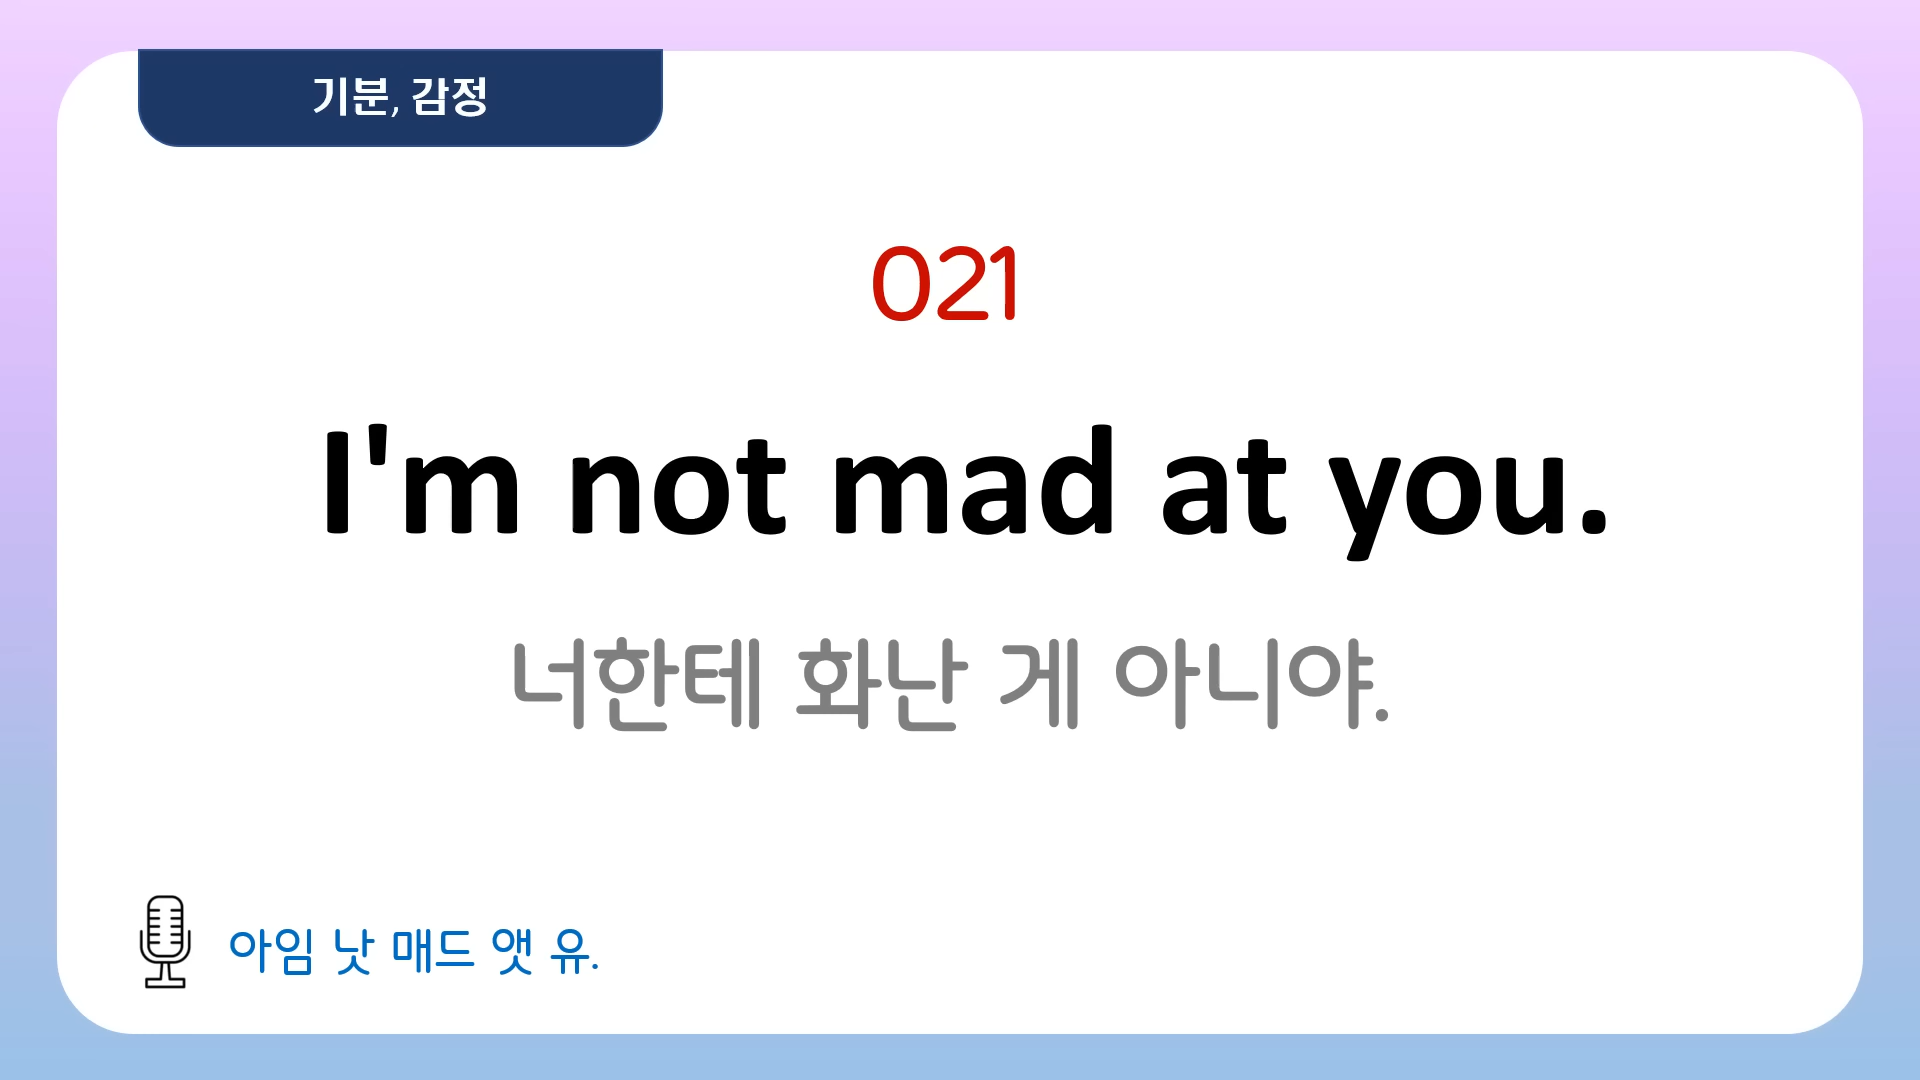 기분, 감정
021
I'm not mad at you.
너한테 화난 게 아니야.
아임 낫 매드 앳 유.